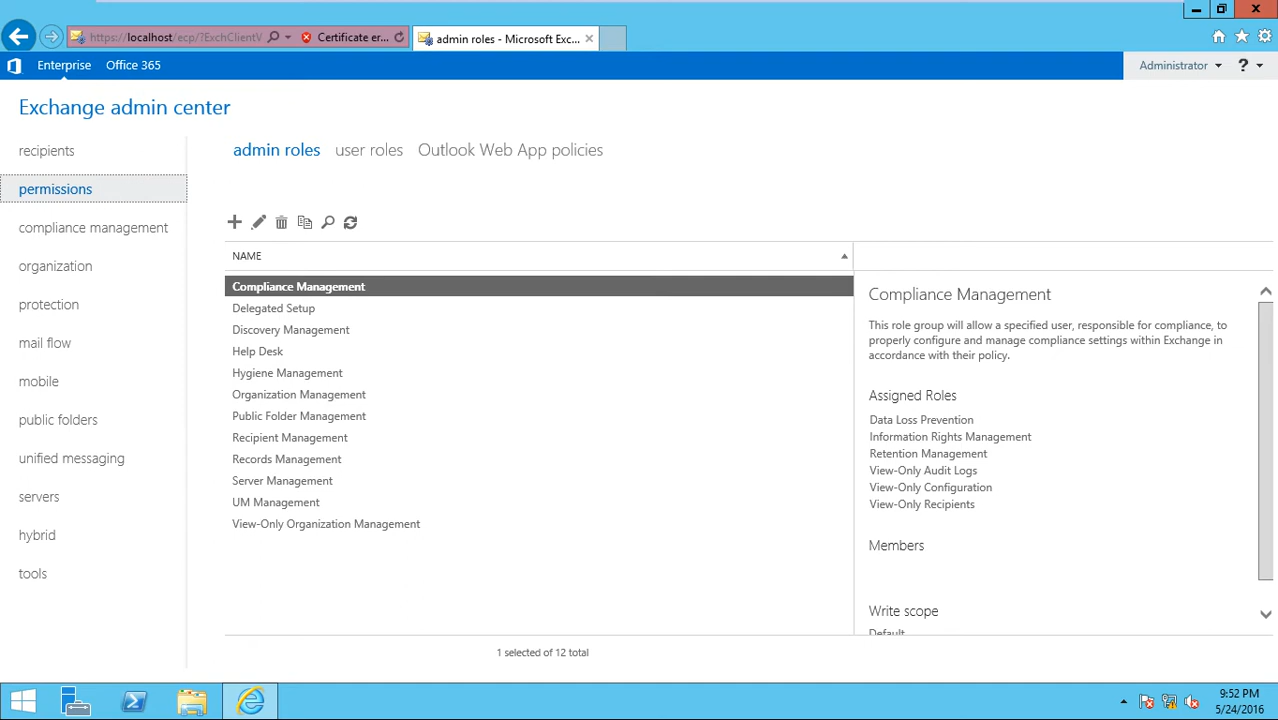 https://localhost/ecp/?ExchClientV
Certificate er...
admin roles - Microsoft Exc...
Enterprise
Office 365
Administrator
?
Exchange admin center
recipients
permissions
compliance management
organization
protection
mail flow
mobile
public folders
unified messaging
servers
hybrid
tools
admin roles
user roles
Outlook Web App policies
NAME
Compliance Management
Delegated Setup
Discovery Management
Help Desk
Hygiene Management
Organization Management
Public Folder Management
Recipient Management
Records Management
Server Management
UM Management
View-Only Organization Management
1 selected of 12 total
Compliance Management
This role group will allow a specified user, responsible for compliance, to
properly configure and manage compliance settings within Exchange in
accordance with their policy.
Assigned Roles
Data Loss Prevention
Information Rights Management
Retention Management
View-Only Audit Logs
View-Only Configuration
View-Only Recipients
Members
Write scope
Default
9:52 PM
5/24/2016